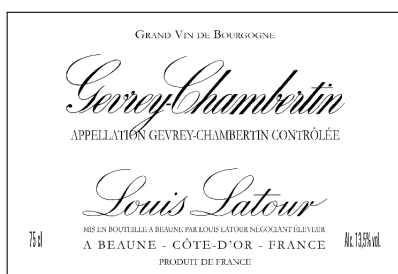 GRAND VIN DE BOURGOGNE
Gevrey-Chambertin
APPELLATION GEVREY-CHAMBERTIN CONTRÔLÉE
Louis Latour
MIS EN BOUTEILLE A BEAUNE PAR LOUIS LATOUR NÉGOCIANT ÉLEVEUR
75 cl
A BEAUNE - CÔTE-D'OR - FRANCE
Alc. 13,5% vol
PRODUIT DE FRANCE